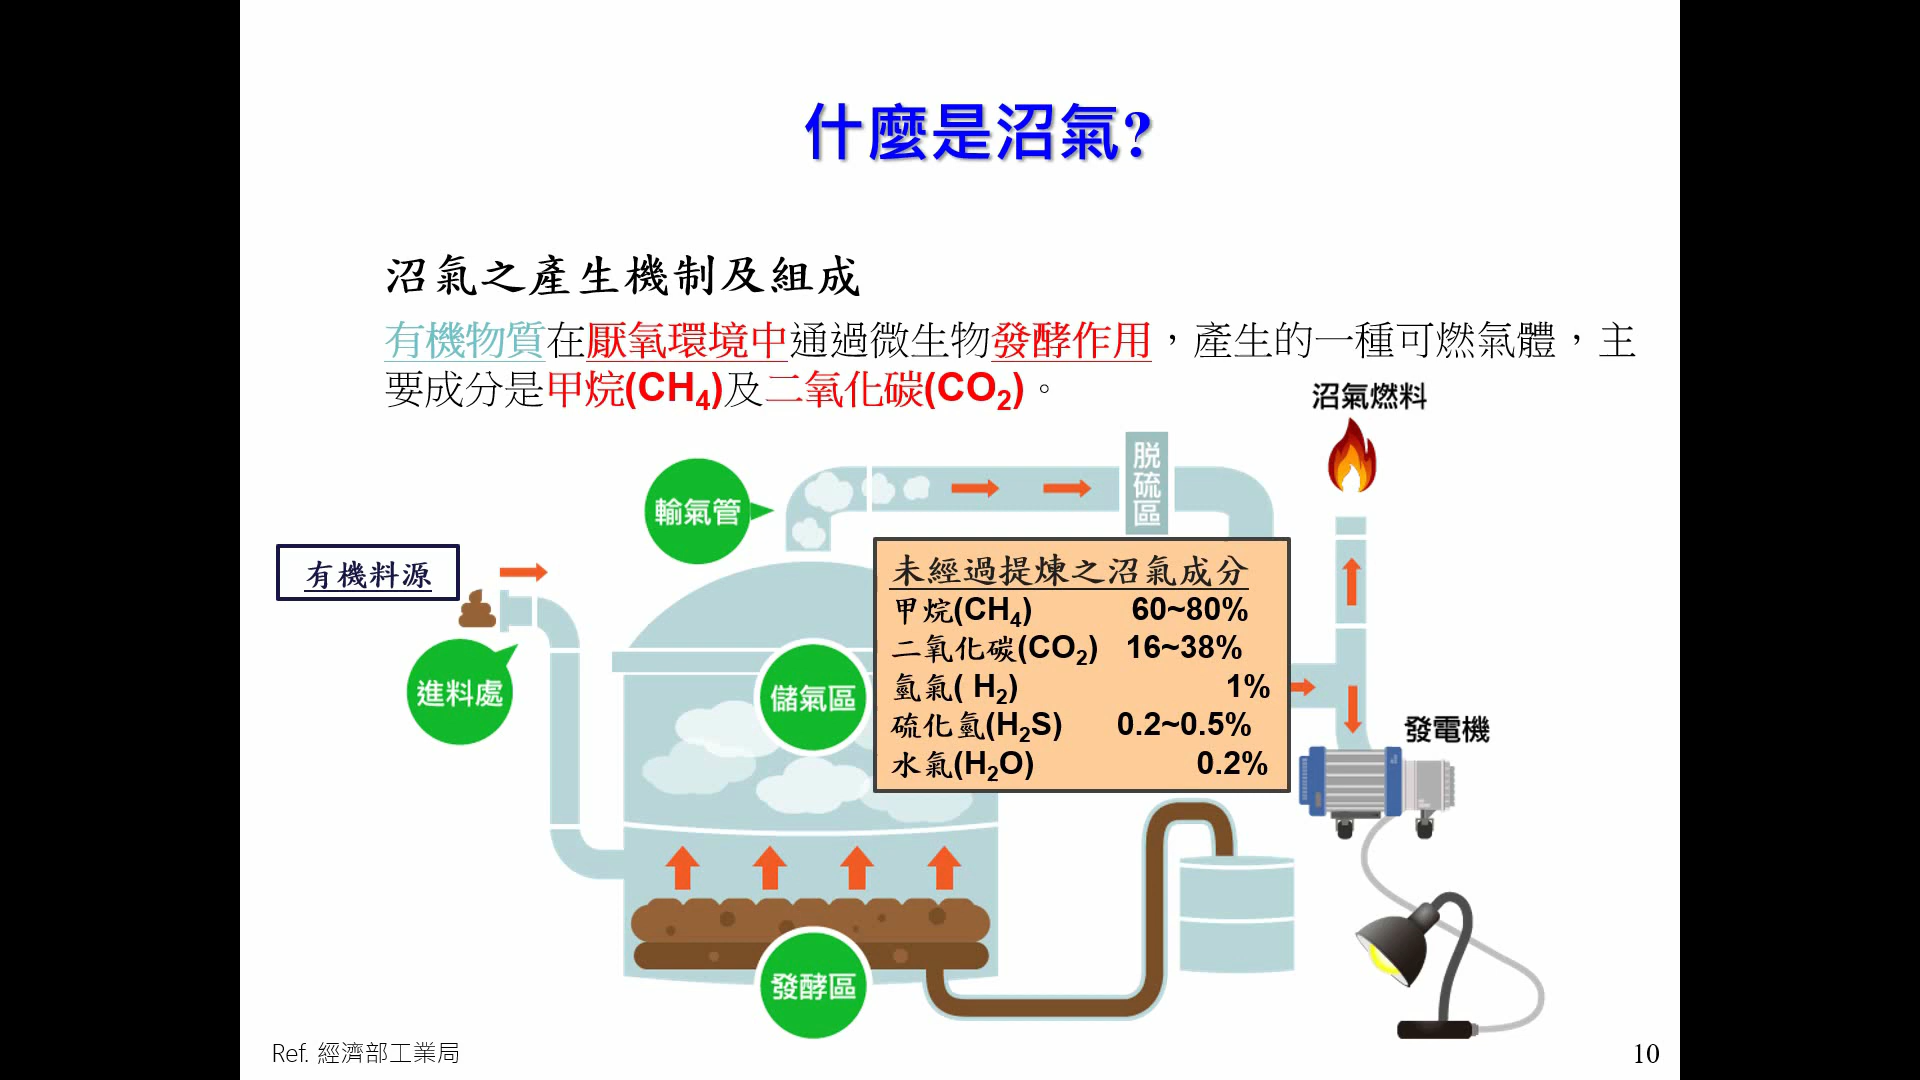 什麼是沼氣?
沼氣之產生機制及組成
有機物質在厭氧環境中通過微生物發酵作用，產生的一種可燃氣體，主
要成分是甲烷(CH₄)及二氧化碳(CO₂)。
沼氣燃料
脫硫區
輸氣管
有機料源
未經過提煉之沼氣成分
甲烷(CH₄) 60~80%
二氧化碳(CO₂) 16~38%
氫氣( H₂) 1%
硫化氫(H₂S) 0.2~0.5%
水氣(H₂O) 0.2%
進料處
儲氣區
發電機
發酵區
Ref. 經濟部工業局
10